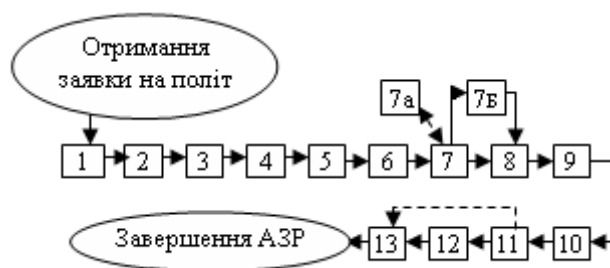 Отримання
заявки на політ
7а 7в
1 2 3 4 5 6 7 8 9
Завершення АЗР 13 12 11 10